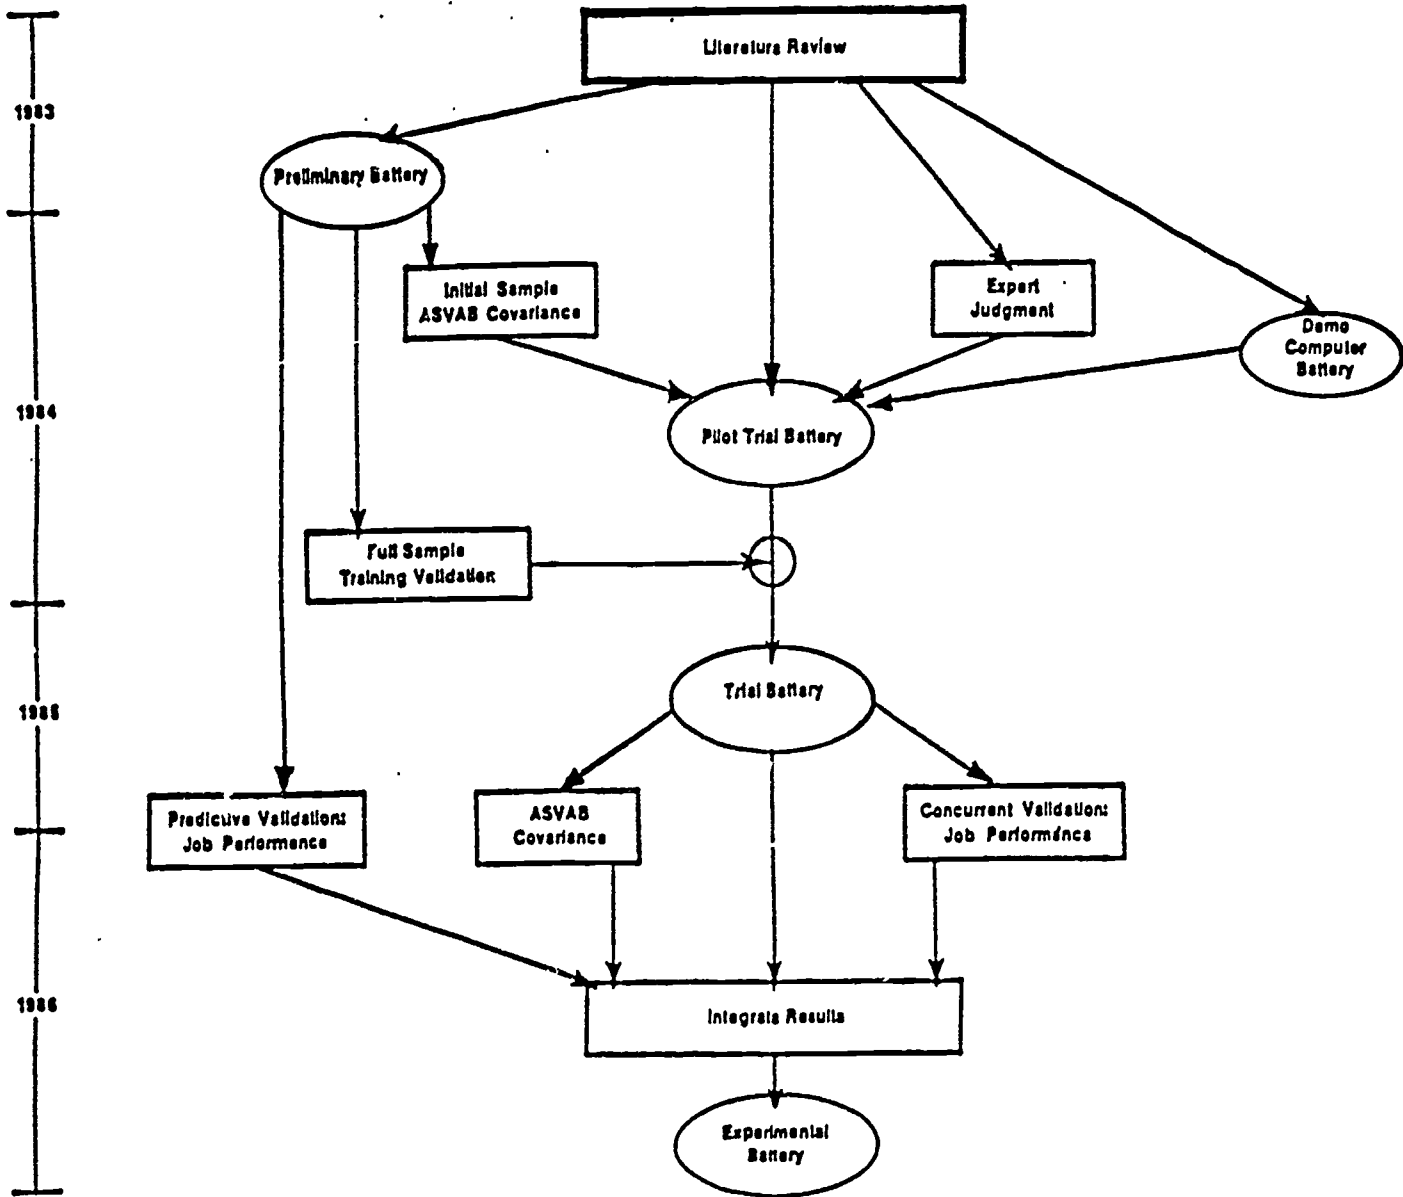 Literature Review
1983
Preliminary Battery
Initial Sample
ASVAB Covariance
Expert
Judgment
Demo
Computer
Battery
1984
Pilot Trial Battery
Full Sample
Training Validation
Trial Battery
1985
Predictive Validation:
Job Performance
ASVAB
Covariance
Concurrent Validation:
Job Performance
1986
Integrate Results
Experimental
Battery